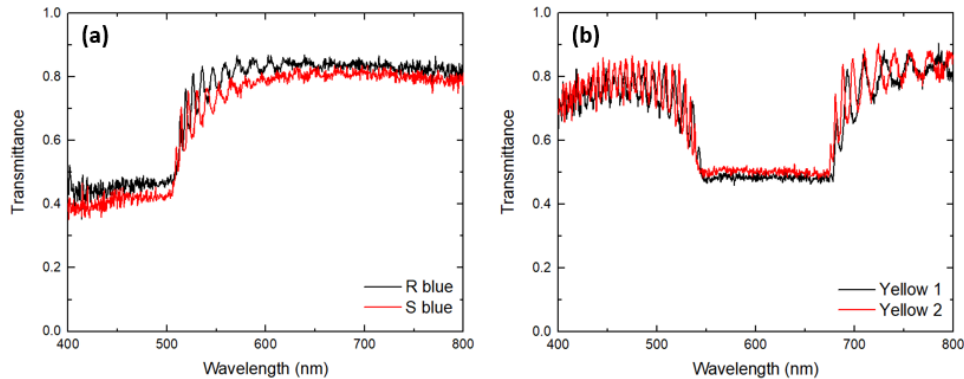 (a)
Transmittance
1.0
0.8
0.6
0.4
0.2
0.0
R blue
S blue
400 500 600 700 800
Wavelength (nm)
(b)
Transmittance
1.0
0.8
0.6
0.4
0.2
0.0
Yellow 1
Yellow 2
400 500 600 700 800
Wavelength (nm)